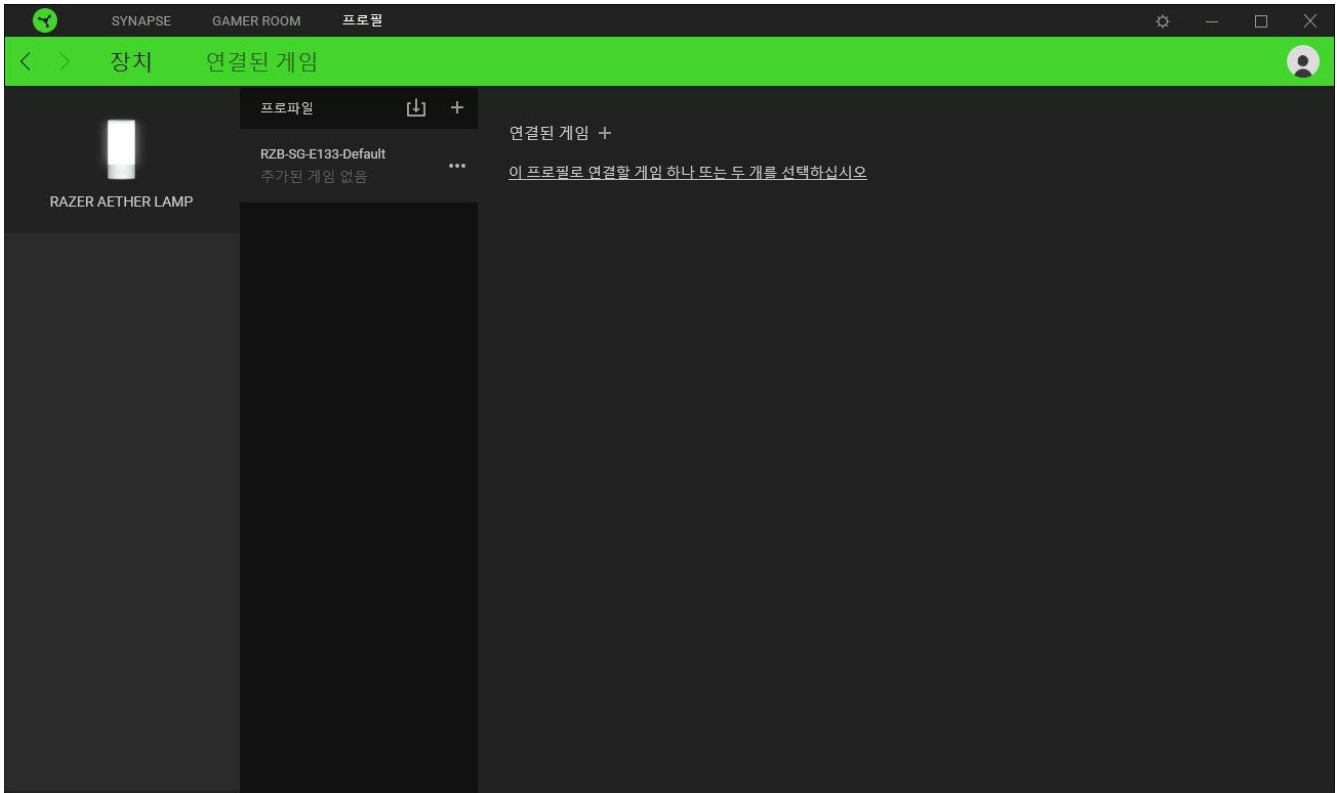 SYNAPSE GAMER ROOM 프로필
장치 연결된 게임
RAZER AETHER LAMP
프로파일
RZB-SG-E133-Default
추가된 게임 없음
연결된 게임
이 프로필로 연결할 게임 하나 또는 두 개를 선택하십시오